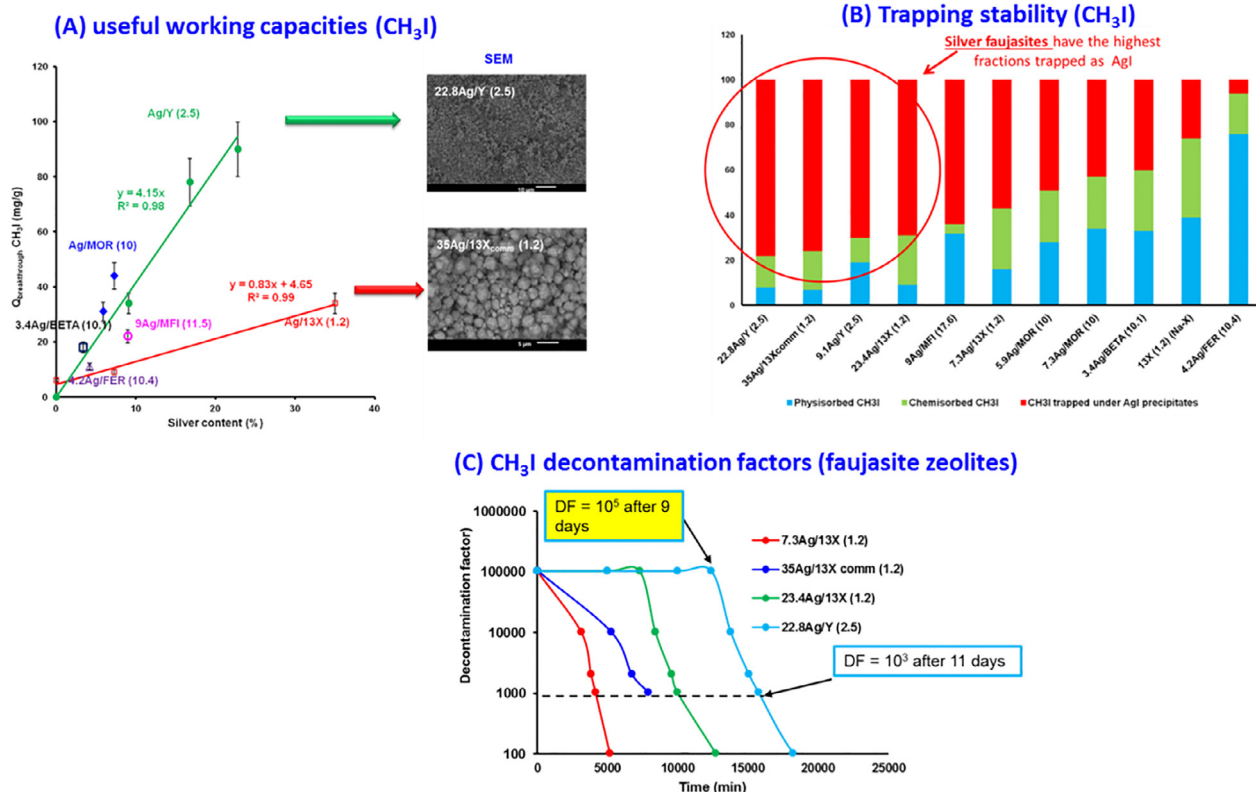 (A) useful working capacities (CH₃I)
120
100
80
60
40
20
0
Q_breakthrough CH₃I (mg/g)
0
10
20
30
40
Silver content (%)
Ag/Y (2.5)
y = 4.15x
R² = 0.98
Ag/MOR (10)
y = 0.83x + 4.65
R² = 0.99
3.4Ag/BETA (10.1)
9Ag/MFI (11.5)
Ag/13X (1.2)
4.2Ag/FER (10.4)
SEM
22.8Ag/Y (2.5)
10 µm
35Ag/13Xcomm (1.2)
5 µm
(B) Trapping stability (CH₃I)
120
100
80
60
40
20
0
Silver faujasites have the highest
fractions trapped as AgI
22.8Ag/Y (2.5)
35Ag/13Xcomm (1.2)
9.1Ag/Y (2.5)
23.4Ag/13X (1.2)
9Ag/MFI (17.6)
7.3Ag/13X (1.2)
5.9Ag/MOR (10)
7.3Ag/MOR (10)
3.4Ag/BETA (10.1)
13X (1.2) (Na-X)
4.2Ag/FER (10.4)
Physisorbed CH3I
Chemisorbed CH3I
CH3I trapped under AgI precipitates
(C) CH₃I decontamination factors (faujasite zeolites)
DF = 10⁵ after 9
days
1000000
100000
10000
1000
100
Decontamination factor)
7.3Ag/13X (1.2)
35Ag/13X comm (1.2)
23.4Ag/13X (1.2)
22.8Ag/Y (2.5)
DF = 10³ after 11 days
0
5000
10000
15000
20000
25000
Time (min)